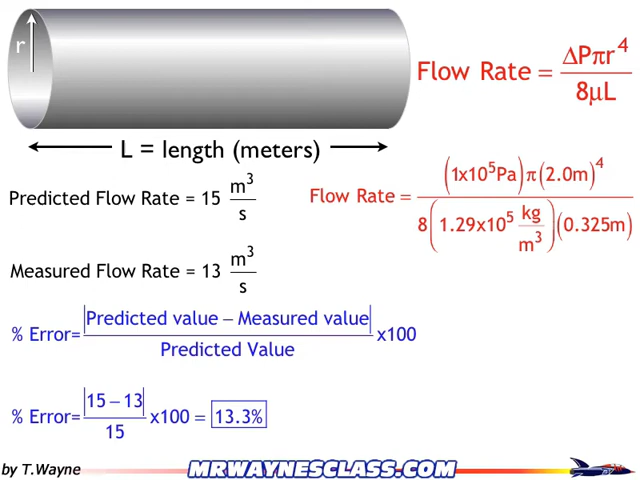 r
L = length (meters)
Flow Rate = ΔPπr⁴ / 8μL
Predicted Flow Rate = 15 m³/s
Flow Rate = (1x10⁵Pa)π(2.0m)⁴ / 8(1.29x10⁵ kg/m³)(0.325m)
Measured Flow Rate = 13 m³/s
% Error= |Predicted value – Measured value| / Predicted Value x100
% Error= |15 – 13| / 15 x100 = 13.3%
by T.Wayne
MRWAYNESCLASS.COM